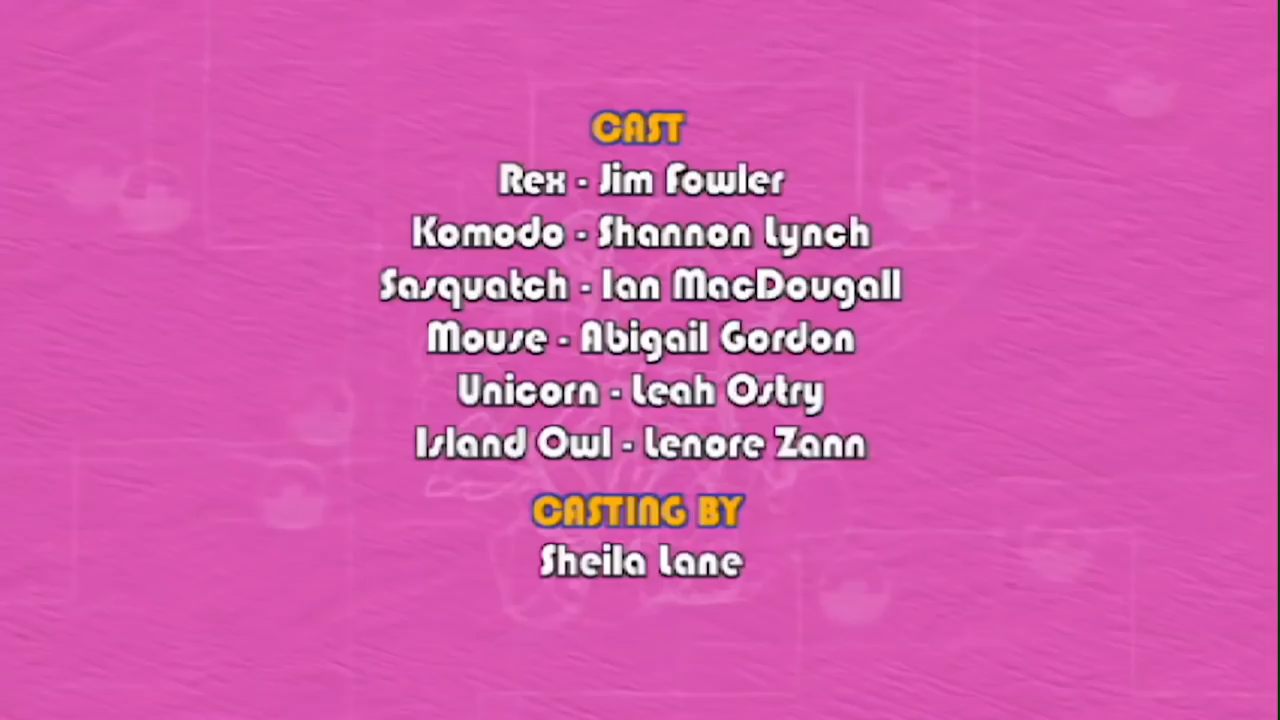 CAST
Rex - Jim Fowler
Komodo - Shannon Lynch
Sasquatch - Ian MacDougall
Mouse - Abigail Gordon
Unicorn - Leah Ostry
Island Owl - Lenore Zann
CASTING BY
Sheila Lane